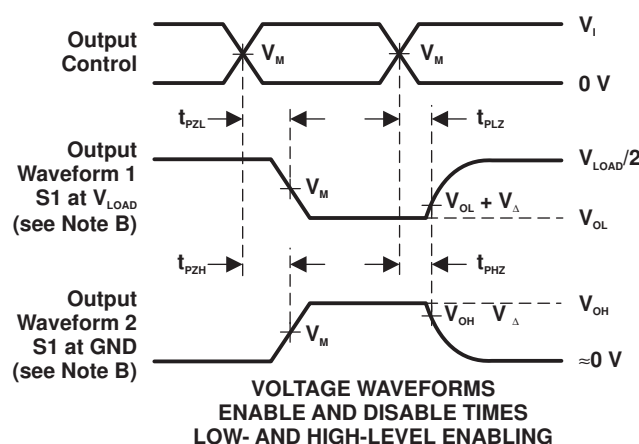 Output
Control
V_M
V_M
V_I
0 V
t_PZL
t_PLZ
Output
Waveform 1
S1 at V_LOAD
(see Note B)
V_M
V_OL + V_Δ
V_LOAD/2
V_OL
t_PZH
t_PHZ
Output
Waveform 2
S1 at GND
(see Note B)
V_M
V_OH V_Δ
V_OH
≈0 V
VOLTAGE WAVEFORMS
ENABLE AND DISABLE TIMES
LOW- AND HIGH-LEVEL ENABLING